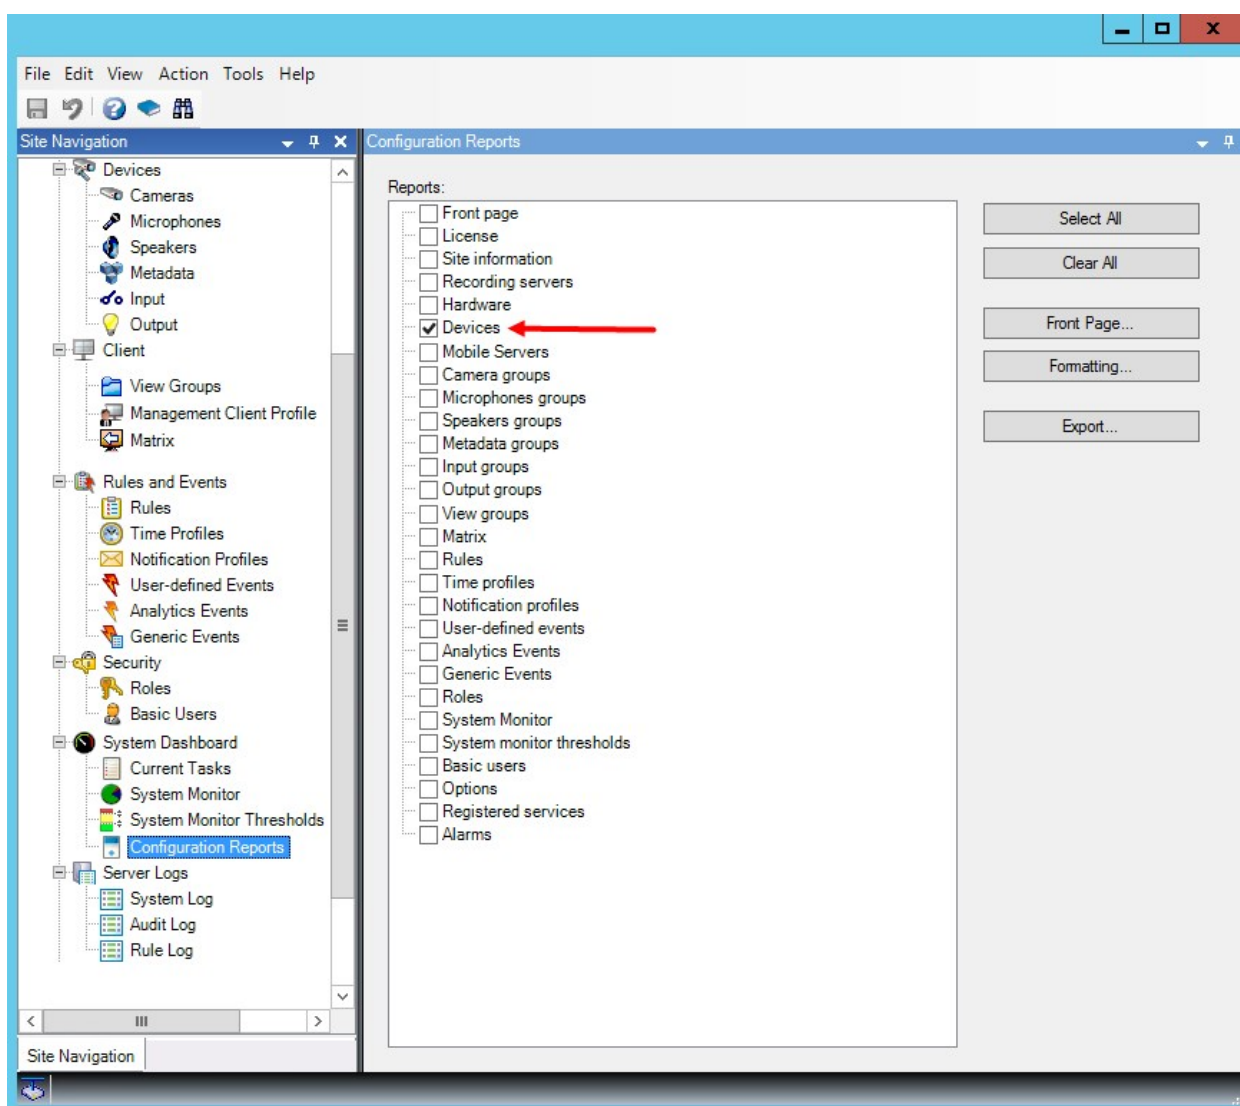 File Edit View Action Tools Help
Site Navigation
Configuration Reports
Devices
Cameras
Microphones
Speakers
Metadata
Input
Output
Client
View Groups
Management Client Profile
Matrix
Rules and Events
Rules
Time Profiles
Notification Profiles
User-defined Events
Analytics Events
Generic Events
Security
Roles
Basic Users
System Dashboard
Current Tasks
System Monitor
System Monitor Thresholds
Configuration Reports
Server Logs
System Log
Audit Log
Rule Log
Site Navigation
Reports:
Front page
License
Site information
Recording servers
Hardware
Devices
Mobile Servers
Camera groups
Microphones groups
Speakers groups
Metadata groups
Input groups
Output groups
View groups
Matrix
Rules
Time profiles
Notification profiles
User-defined events
Analytics Events
Generic Events
Roles
System Monitor
System monitor thresholds
Basic users
Options
Registered services
Alarms
Select All
Clear All
Front Page...
Formatting...
Export...